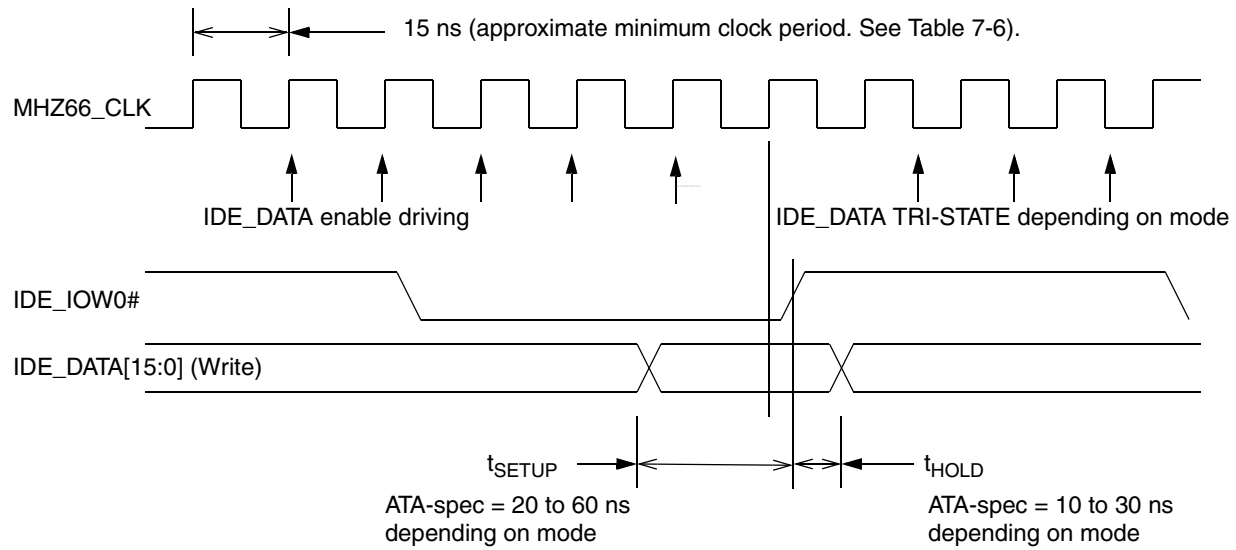 15 ns (approximate minimum clock period. See Table 7-6).
MHZ66_CLK
IDE_DATA enable driving
IDE_DATA TRI-STATE depending on mode
IDE_IOW0#
IDE_DATA[15:0] (Write)
tSETUP
ATA-spec = 20 to 60 ns
depending on mode
tHOLD
ATA-spec = 10 to 30 ns
depending on mode